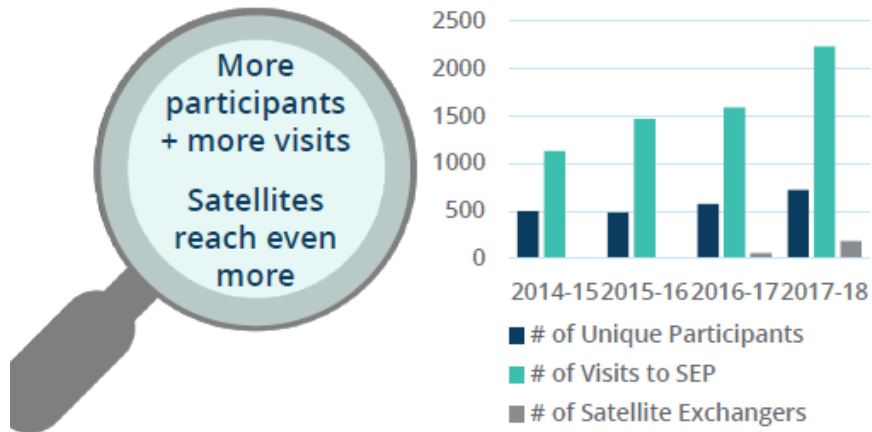 More
participants
+ more visits
Satellites
reach even
more
2500
2000
1500
1000
500
0
2014-15 2015-16 2016-17 2017-18
# of Unique Participants
# of Visits to SEP
# of Satellite Exchangers